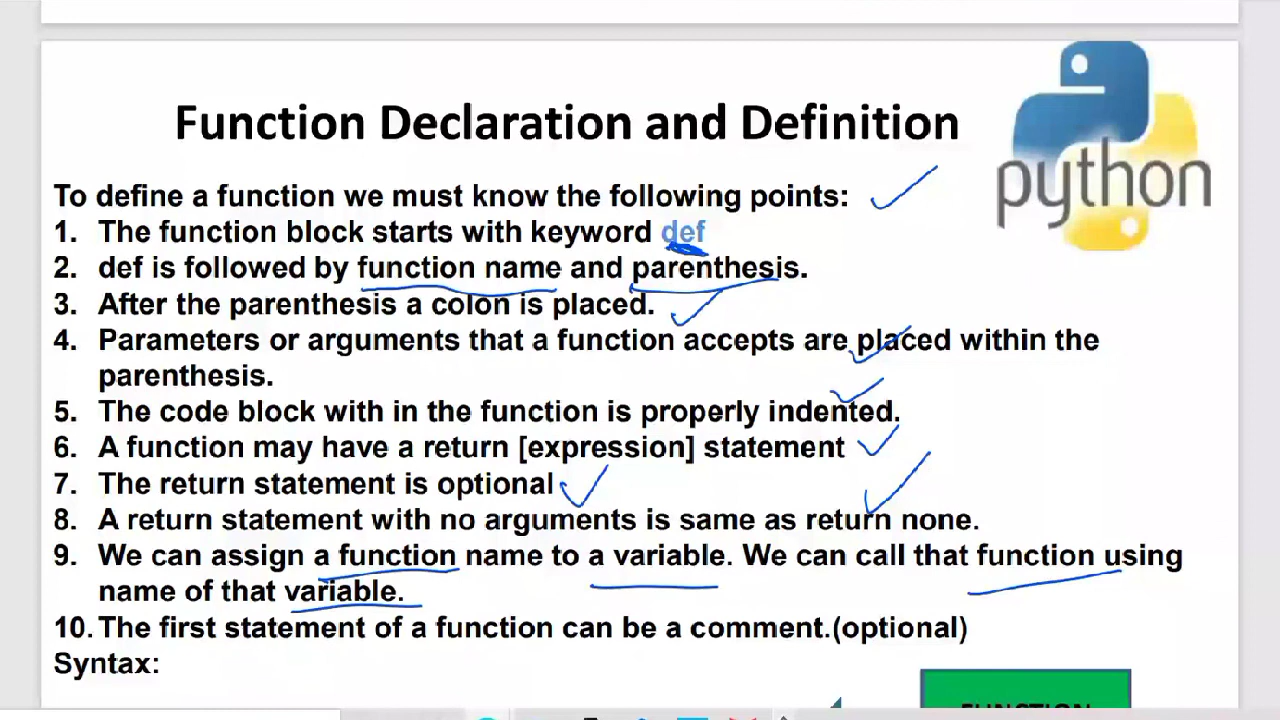 Function Declaration and Definition
python
To define a function we must know the following points:
1. The function block starts with keyword def
2. def is followed by function name and parenthesis.
3. After the parenthesis a colon is placed.
4. Parameters or arguments that a function accepts are placed within the
parenthesis.
5. The code block with in the function is properly indented.
6. A function may have a return [expression] statement
7. The return statement is optional
8. A return statement with no arguments is same as return none.
9. We can assign a function name to a variable. We can call that function using
name of that variable.
10. The first statement of a function can be a comment.(optional)
Syntax:
FUNCTION